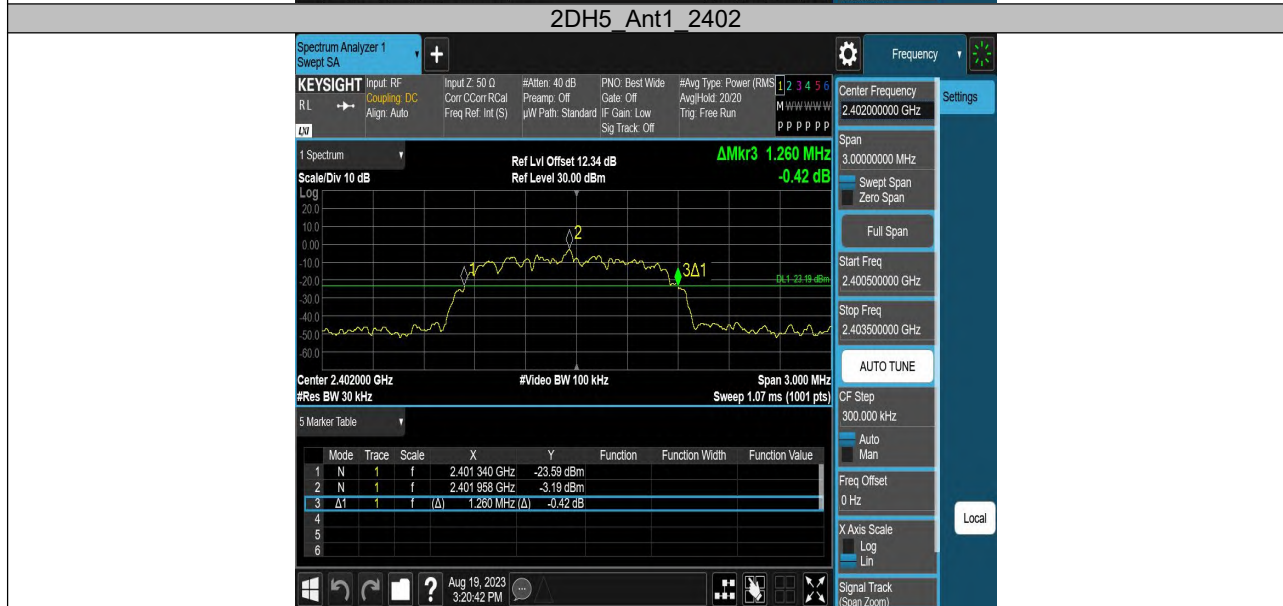 2DH5_Ant1_2402
Spectrum Analyzer 1
Swept SA
+
Frequency
KEYSIGHT
RL
LXI
Input: RF
Coupling: DC
Align: Auto
Input Z: 50 Ω
Corr CCorr RCal
Freq Ref: Int (S)
#Atten: 40 dB
Preamp: Off
µW Path: Standard
PNO: Best Wide
Gate: Off
IF Gain: Low
Sig Track: Off
#Avg Type: Power (RMS
Avg|Hold: 20/20
Trig: Free Run
1 2 3 4 5 6
M W W W W W
P P P P P P
Center Frequency
2.402000000 GHz
Settings
Span
3.00000000 MHz
Swept Span
Zero Span
Full Span
Start Freq
2.400500000 GHz
Stop Freq
2.403500000 GHz
AUTO TUNE
CF Step
300.000 kHz
Auto
Man
Freq Offset
0 Hz
X Axis Scale
Log
Lin
Signal Track
(Span Zoom)
Local
1 Spectrum
Scale/Div 10 dB
Ref Lvl Offset 12.34 dB
Ref Level 30.00 dBm
ΔMkr3 1.260 MHz
-0.42 dB
Log
20.0
10.0
0.00
-10.0
-20.0
-30.0
-40.0
-50.0
-60.0
1
2
3Δ1
DL1 -23.19 dBm
Center 2.402000 GHz
#Video BW 100 kHz
Span 3.000 MHz
#Res BW 30 kHz
Sweep 1.07 ms (1001 pts)
5 Marker Table
Mode Trace Scale X Y Function Function Width Function Value
1 N 1 f 2.401 340 GHz -23.59 dBm
2 N 1 f 2.401 958 GHz -3.19 dBm
3 Δ1 1 f (Δ) 1.260 MHz (Δ) -0.42 dB
4
5
6
?
Aug 19, 2023
3:20:42 PM